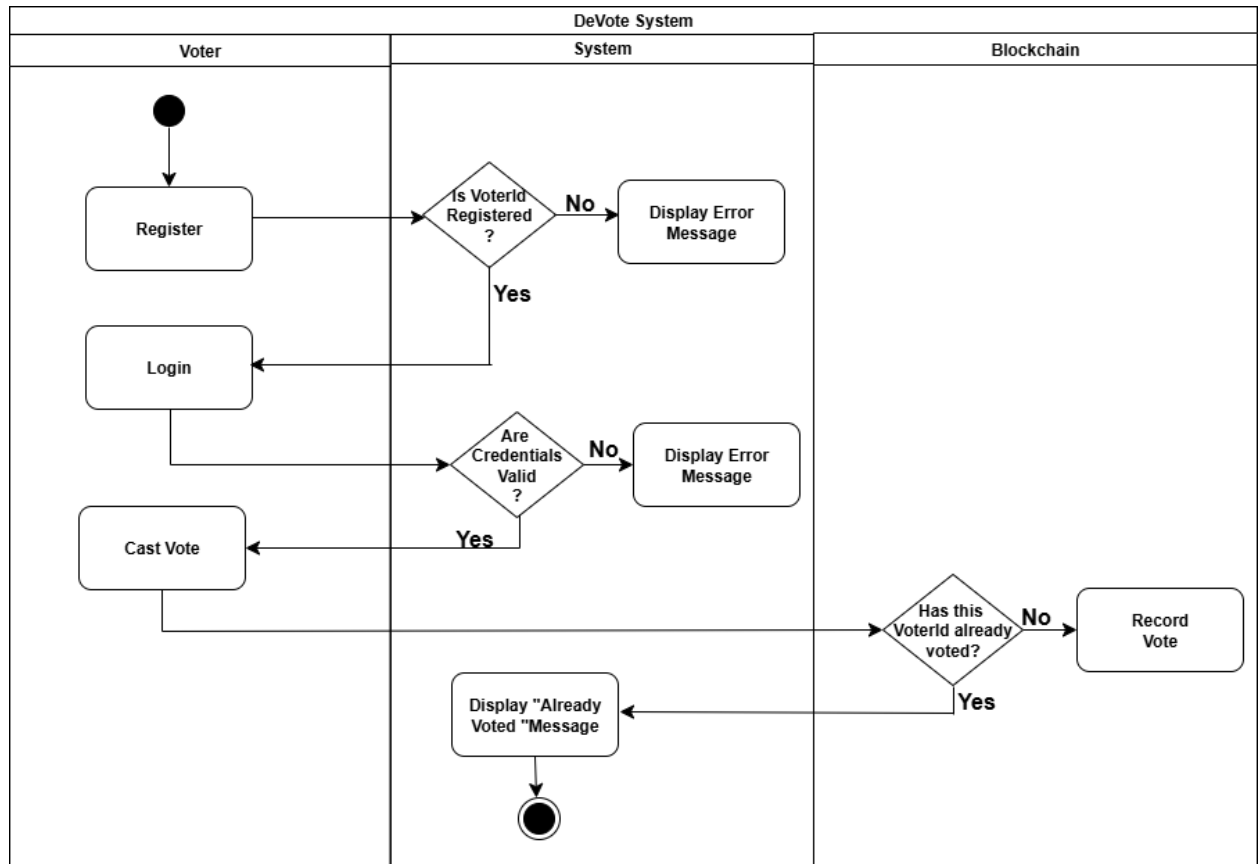 DeVote System
Voter
System
Blockchain
Register
Is VoterId
Registered
?
No
Display Error
Message
Yes
Login
Are
Credentials
Valid
?
No
Display Error
Message
Yes
Cast Vote
Has this
VoterId already
voted?
No
Record
Vote
Yes
Display "Already
Voted "Message